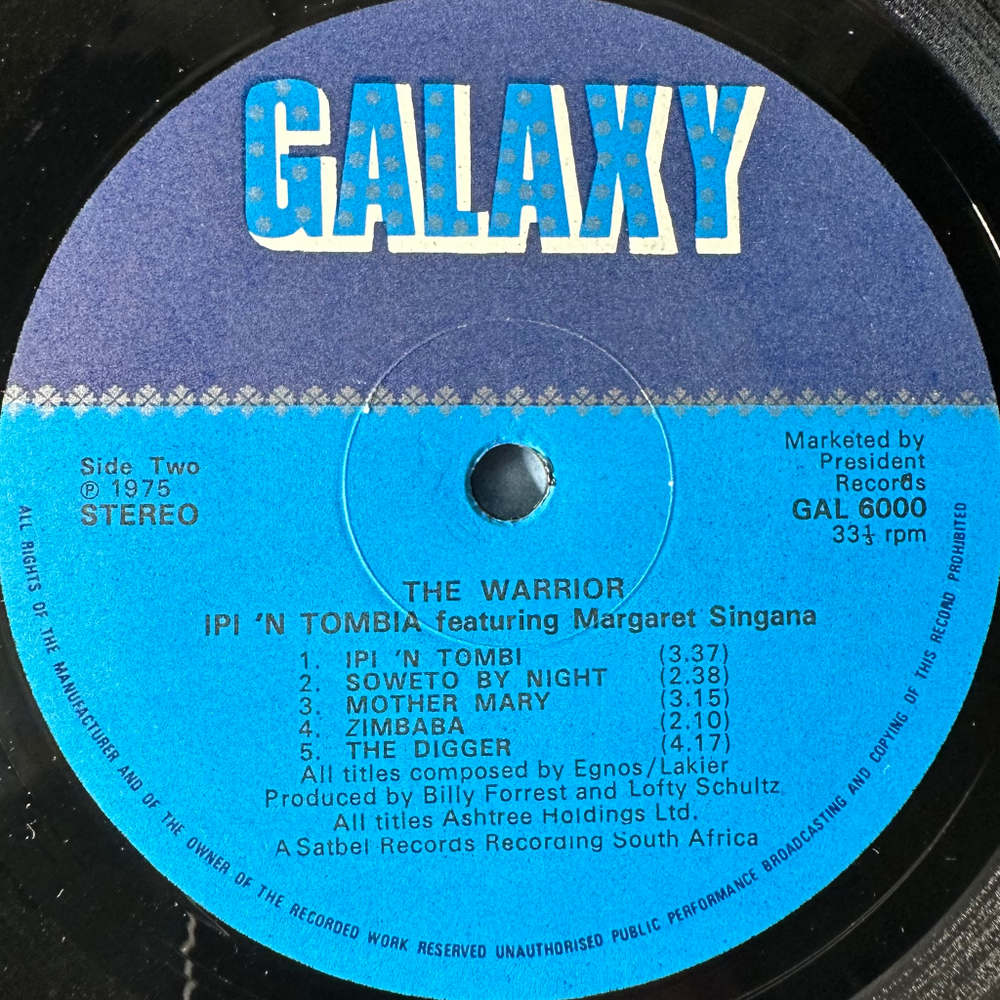 GALAXY
Side Two
Ⓟ 1975
STEREO
Marketed by
President
Records
GAL 6000
33⅓ rpm
THE WARRIOR
IPI 'N TOMBIA featuring Margaret Singana
1. IPI 'N TOMBI (3.37)
2. SOWETO BY NIGHT (2.38)
3. MOTHER MARY (3.15)
4. ZIMBABA (2.10)
5. THE DIGGER (4.17)
All titles composed by Egnos/Lakier
Produced by Billy Forrest and Lofty Schultz
All titles Ashtree Holdings Ltd.
A Satbel Records Recording South Africa
ALL RIGHTS OF THE MANUFACTURER AND OF THE OWNER OF THE RECORDED WORK RESERVED UNAUTHORISED PUBLIC PERFORMANCE BROADCASTING AND COPYING OF THIS RECORD PROHIBITED